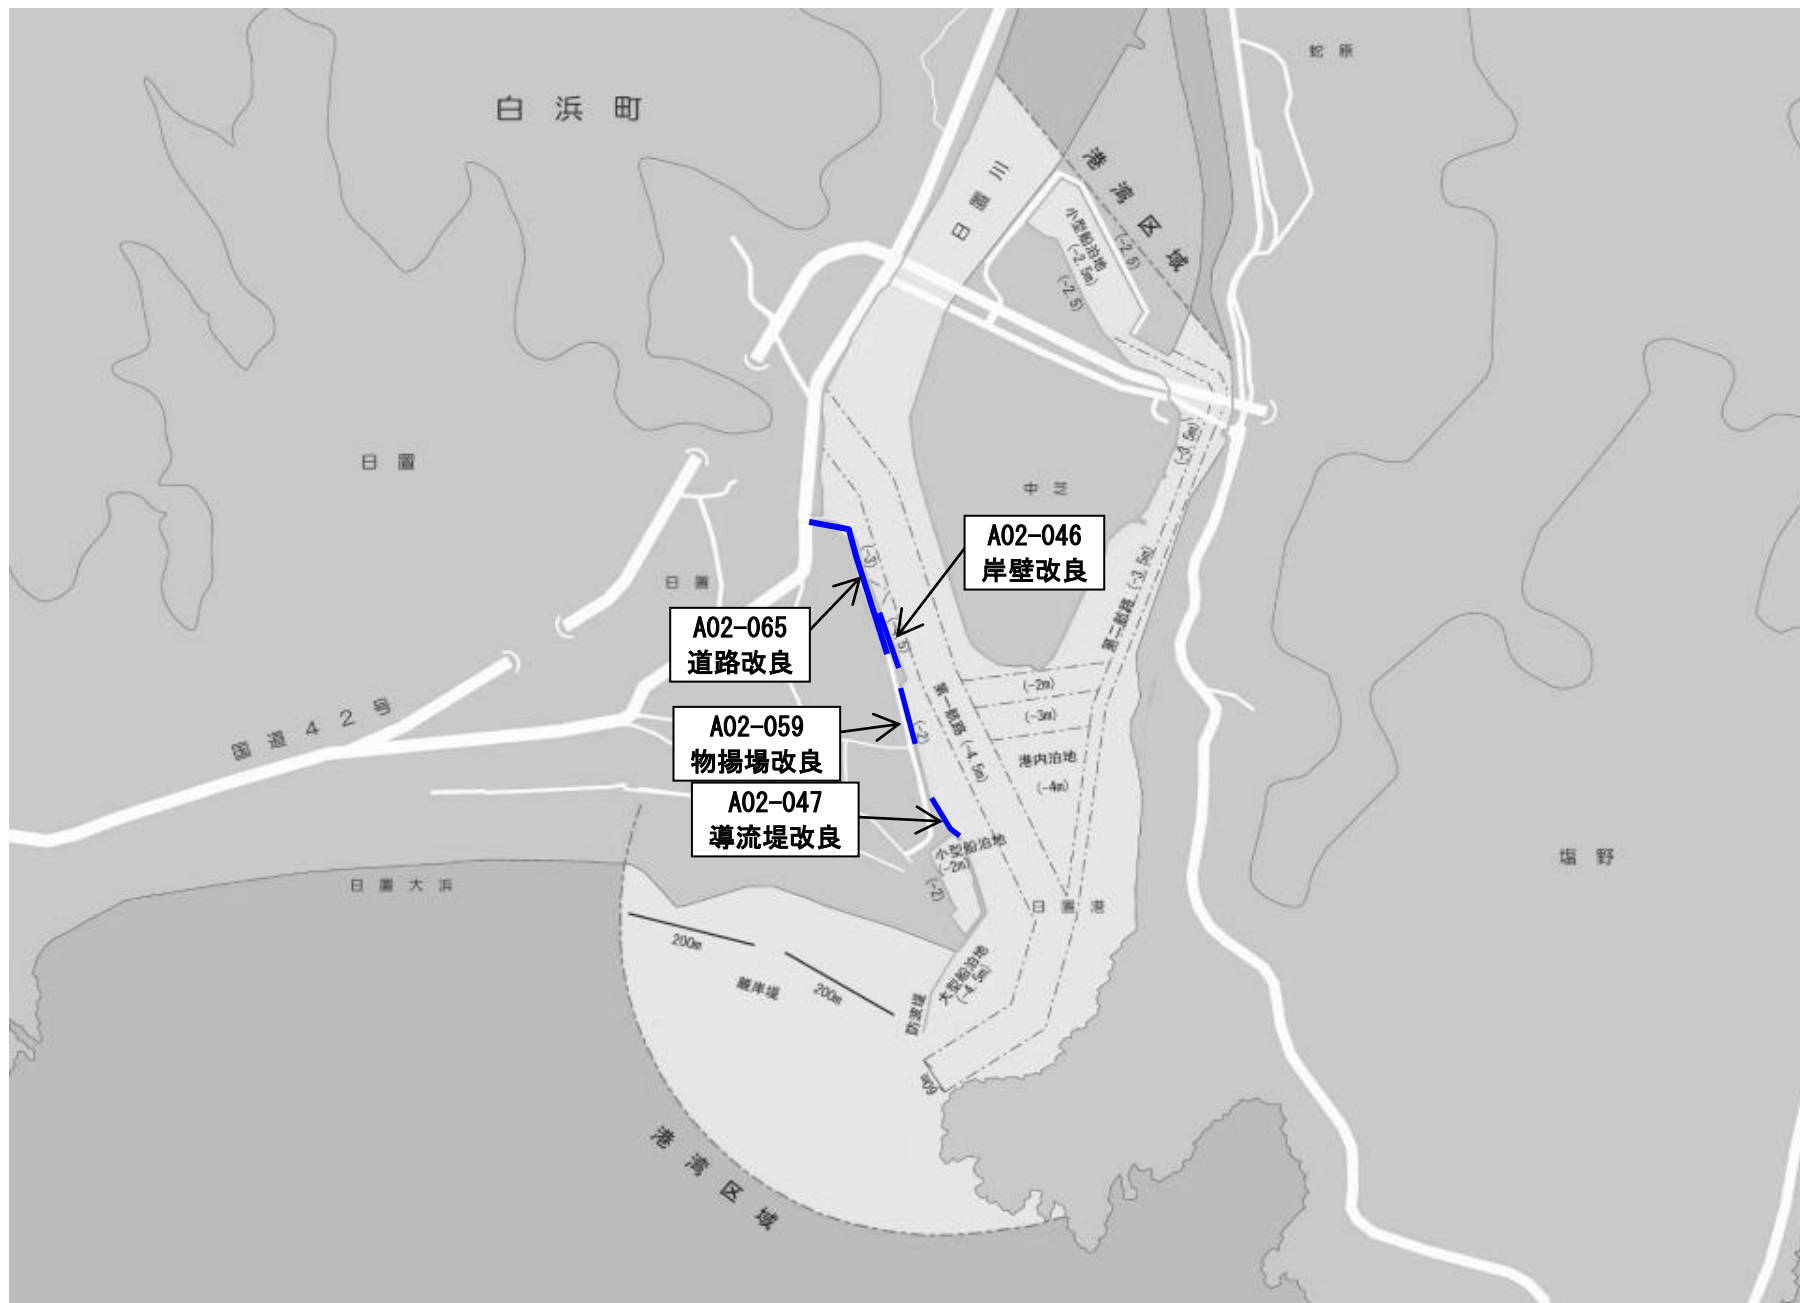 蛇原
白浜町
港湾区域
日置川
小型船泊地
(-2.5m)
(-2.5)
(-2.5)
日置
(-3.5m)
中芝
A02-046
岸壁改良
(-3)
(-3.5m)
第二航路
日置
A02-065
道路改良
(-2m)
第一航路 (-4.5m)
(-3m)
国道42号
A02-059
物揚場改良
(-2)
港内泊地
(-4m)
A02-047
導流堤改良
小型船泊地
(-2m)
(-2)
塩野
日置大浜
日置港
200m
200m
離岸堤
大型船泊地
(-4.5m)
防波堤
60m
港湾区域